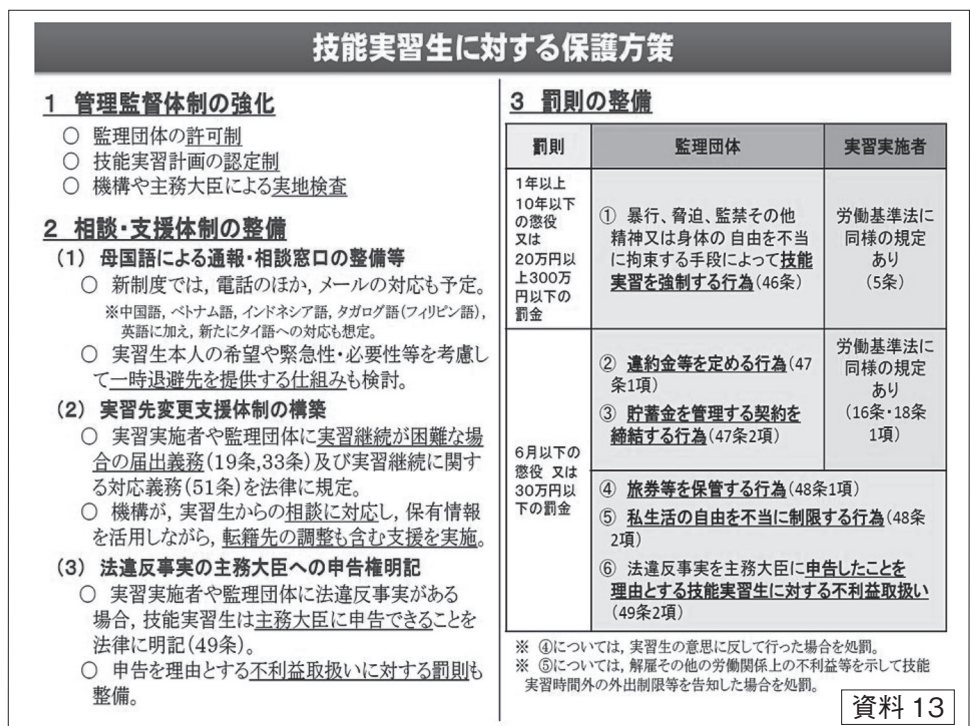 技能実習生に対する保護方策
1 管理監督体制の強化
○ 監理団体の許可制
○ 技能実習計画の認定制
○ 機構や主務大臣による実地検査
2 相談・支援体制の整備
(1) 母国語による通報・相談窓口の整備等
○ 新制度では, 電話のほか, メールの対応も予定。
※中国語, ベトナム語, インドネシア語, タガログ語(フィリピン語),
英語に加え, 新たにタイ語への対応も想定。
○ 実習生本人の希望や緊急性・必要性等を考慮し
て一時退避先を提供する仕組みも検討。
(2) 実習先変更支援体制の構築
○ 実習実施者や監理団体に実習継続が困難な場
合の届出義務(19条,33条)及び実習継続に関す
る対応義務(51条)を法律に規定。
○ 機構が, 実習生からの相談に対応し, 保有情報
を活用しながら, 転籍先の調整も含む支援を実施。
(3) 法違反事実の主務大臣への申告権明記
○ 実習実施者や監理団体に法違反事実がある
場合, 技能実習生は主務大臣に申告できることを
法律に明記(49条)。
○ 申告を理由とする不利益取扱いに対する罰則も
整備。
3 罰則の整備
罰則 監理団体 実習実施者
1年以上
10年以下
の懲役
又は
20万円以
上300万
円以下の
罰金
① 暴行、脅迫、監禁その他
精神又は身体の 自由を不当
に拘束する手段によって技能
実習を強制する行為(46条)
労働基準法に
同様の規定
あり
(5条)
6月以下の
懲役 又は
30万円以
下の罰金
② 違約金等を定める行為(47
条1項)
③ 貯蓄金を管理する契約を
締結する行為(47条2項)
労働基準法に
同様の規定
あり
(16条・18条
1項)
④ 旅券等を保管する行為(48条1項)
⑤ 私生活の自由を不当に制限する行為(48条
2項)
⑥ 法違反事実を主務大臣に申告したことを
理由とする技能実習生に対する不利益取扱い
(49条2項)
※ ④については, 実習生の意思に反して行った場合を処罰。
※ ⑤については, 解雇その他の労働関係上の不利益等を示して技能
実習時間外の外出制限等を告知した場合を処罰。
資料13